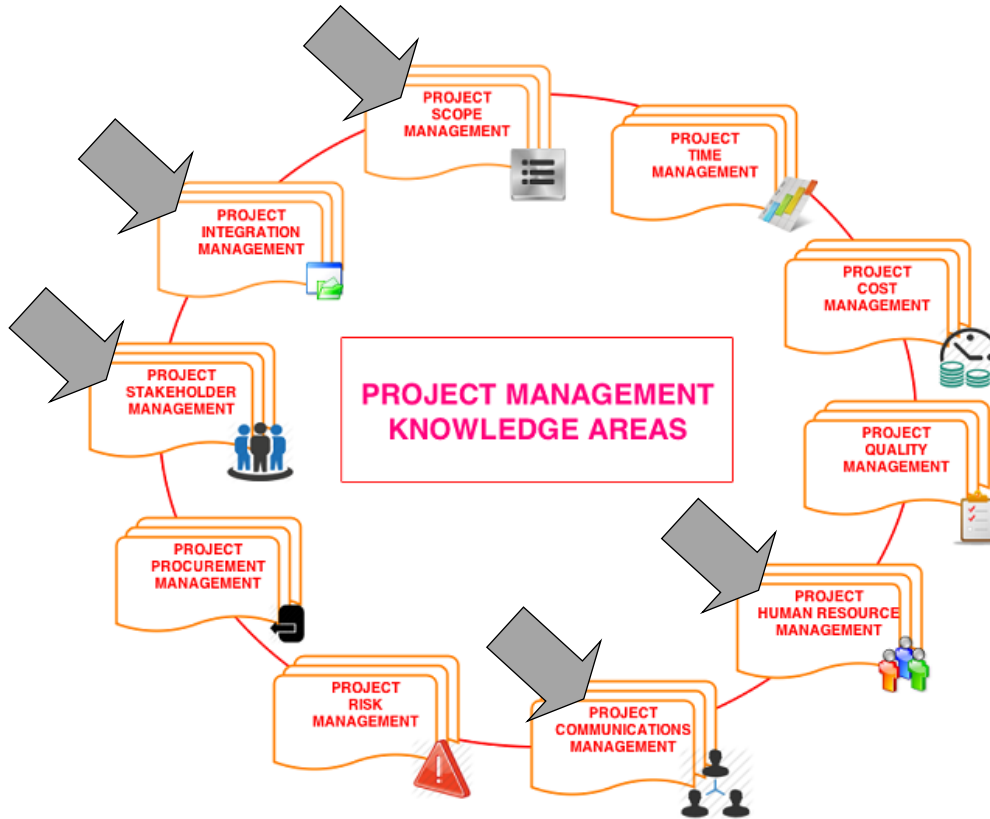 PROJECT
SCOPE
MANAGEMENT
PROJECT
TIME
MANAGEMENT
PROJECT
COST
MANAGEMENT
PROJECT
QUALITY
MANAGEMENT
PROJECT
HUMAN RESOURCE
MANAGEMENT
PROJECT
COMMUNICATIONS
MANAGEMENT
PROJECT
RISK
MANAGEMENT
PROJECT
PROCUREMENT
MANAGEMENT
PROJECT
STAKEHOLDER
MANAGEMENT
PROJECT
INTEGRATION
MANAGEMENT
PROJECT MANAGEMENT
KNOWLEDGE AREAS